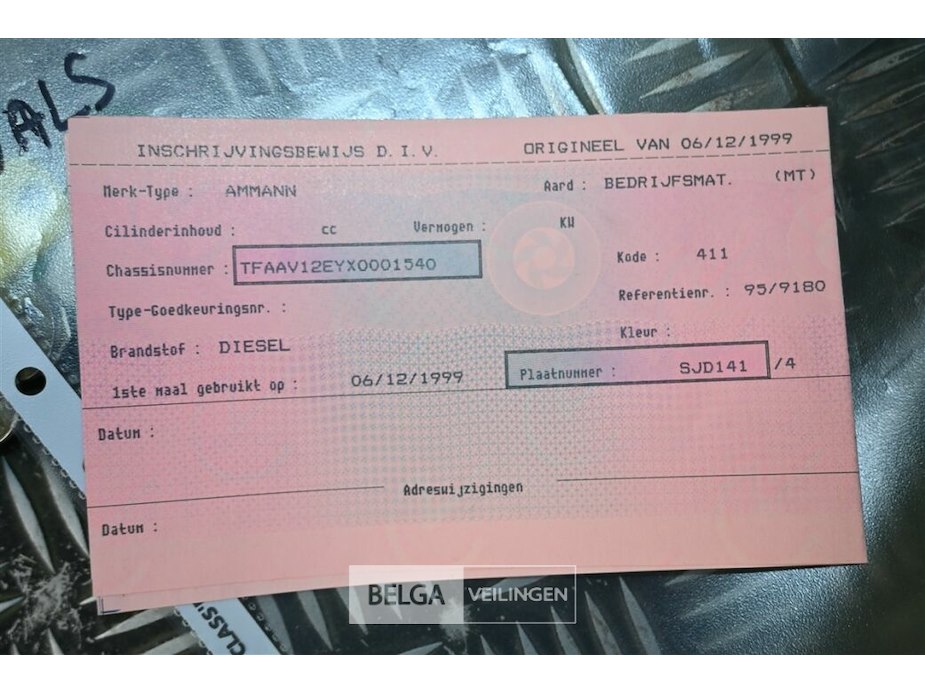 WALS
INSCHRIJVINGSBEWIJS D.I.V. ORIGINEEL VAN 06/12/1999
Merk-Type : AMMANN Aard : BEDRIJFSMAT. (MT)
Cilinderinhoud : cc Vermogen : KW
Chassisnummer : TFAAV12EYX0001540 Kode : 411
Type-Goedkeuringsnr. : Referentienr. : 95/9180
Brandstof : DIESEL Kleur :
1ste maal gebruikt op : 06/12/1999 Plaatnummer : SJD141 /4
Datum :
Adreswijzigingen
Datum :
BELGA VEILINGEN